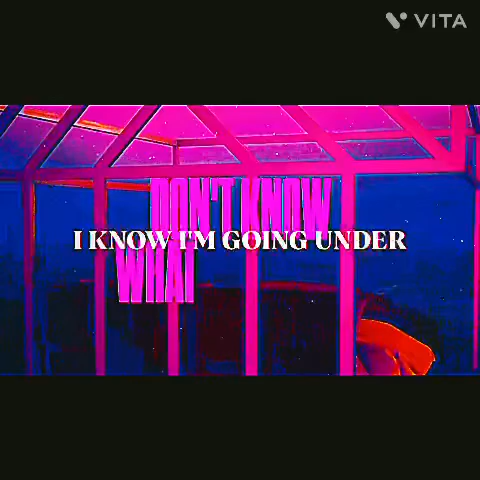 VITA
DON'T KNOW
I KNOW I'M GOING UNDER
WHAT